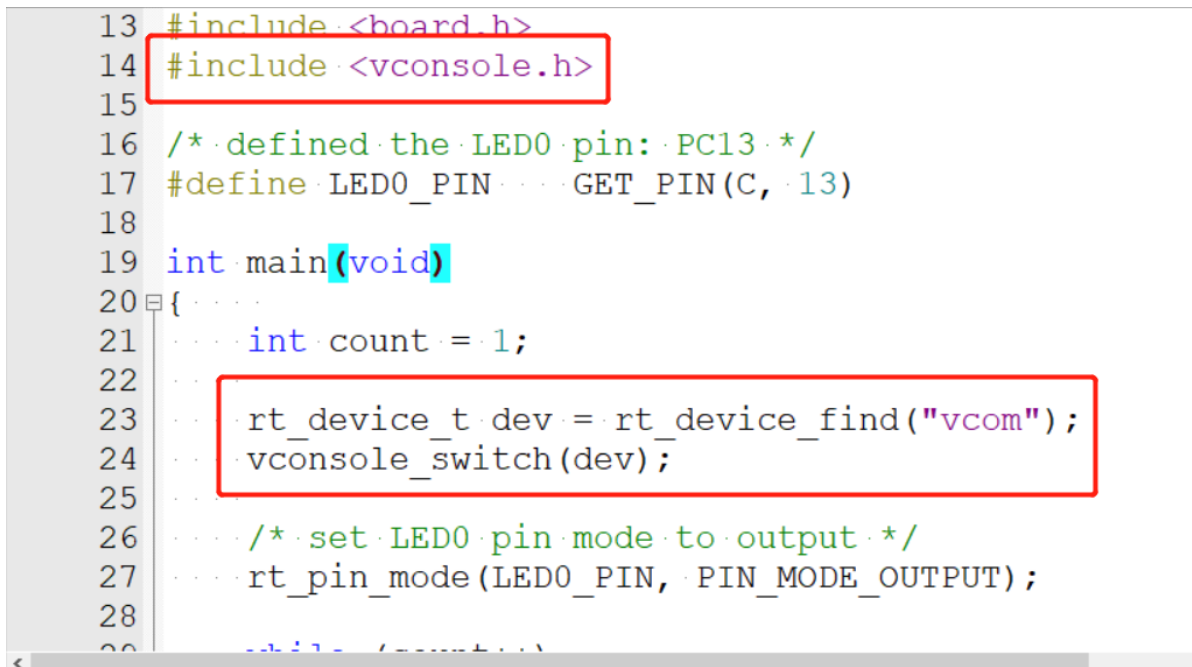 13 #include <board.h>
14 #include <vconsole.h>
15
16 /* defined the LED0 pin: PC13 */
17 #define LED0_PIN    GET_PIN(C, 13)
18
19 int main(void)
20 {
21     int count = 1;
22
23     rt_device_t dev = rt_device_find("vcom");
24     vconsole_switch(dev);
25
26     /* set LED0 pin mode to output */
27     rt_pin_mode(LED0_PIN, PIN_MODE_OUTPUT);
28